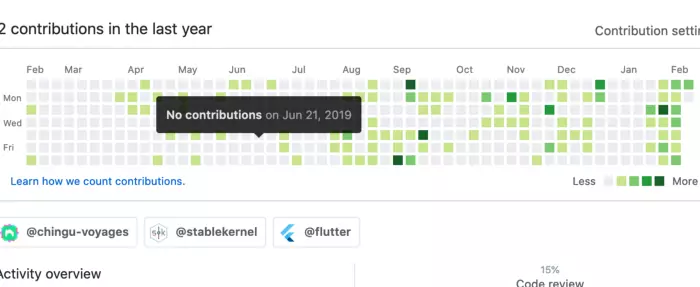 2 contributions in the last year
Contribution setti
Feb Mar Apr May Jun Jul Aug Sep Oct Nov Dec Jan Feb
Mon
No contributions on Jun 21, 2019
Wed
Fri
Learn how we count contributions.
Less More
@chingu-voyages @stablekernel @flutter
Activity overview
15%
Code review